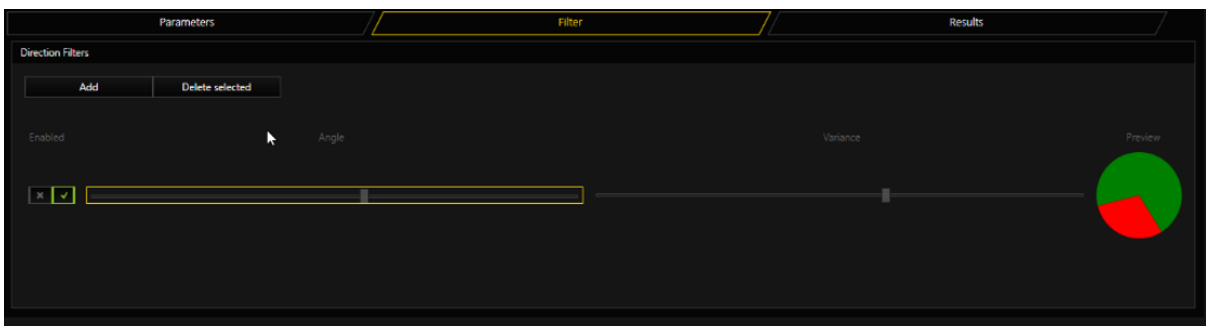 Parameters Filter Results
Direction Filters
Add Delete selected
Enabled Angle Variance Preview